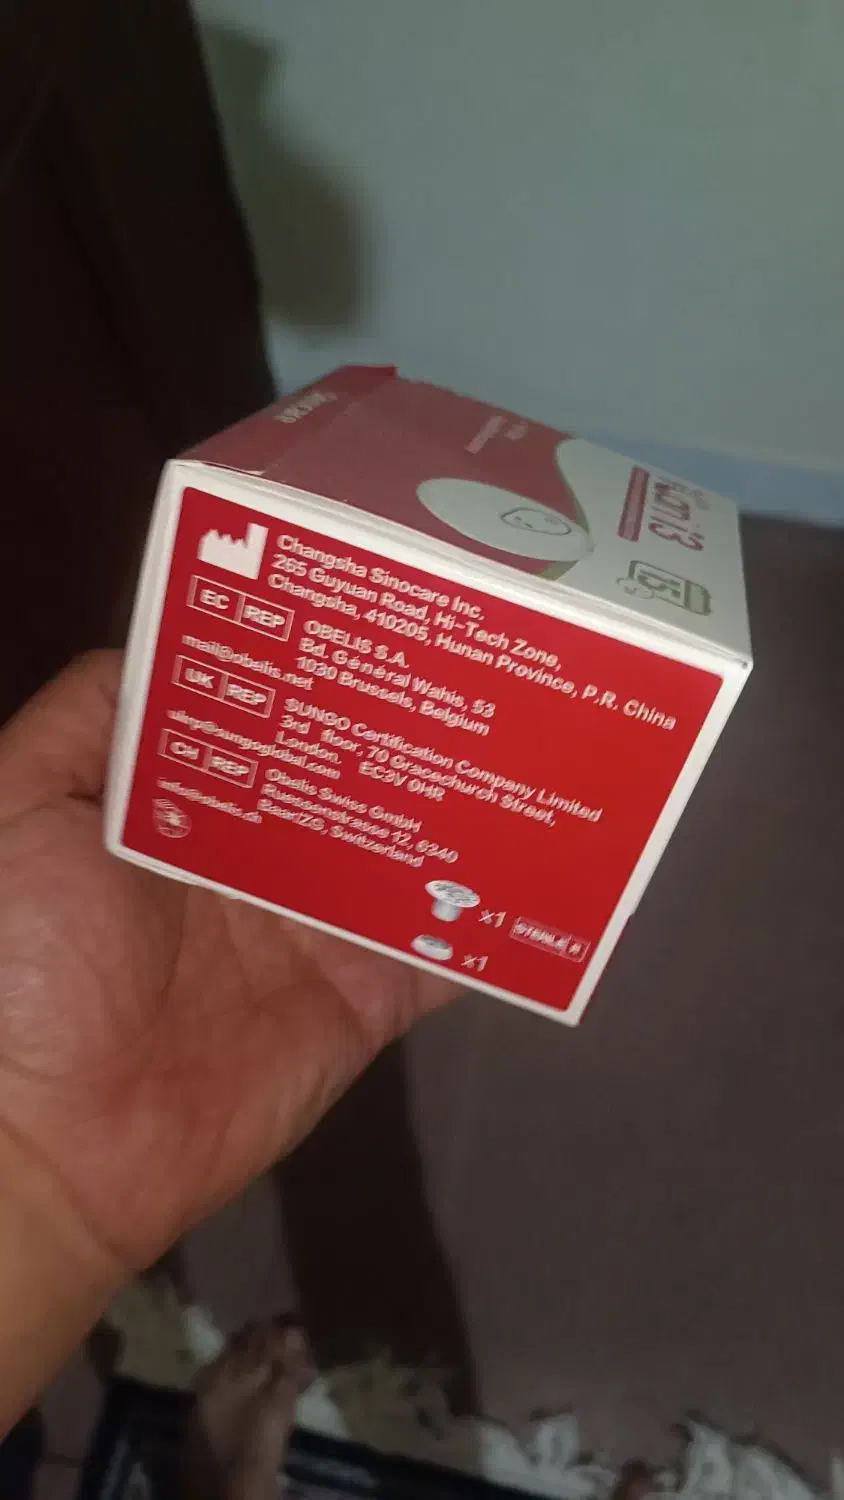 Changsha Sinocare Inc.
265 Guyuan Road, Hi-Tech Zone,
Changsha, 410205, Hunan Province, P.R. China
EC REP
OBELIS S.A.
Bd. Général Wahis, 53
1030 Brussels, Belgium
mail@obelis.net
UK REP
SUNGO Certification Company Limited
3rd floor, 70 Gracechurch Street,
London. EC3V 0HR
ukrp@sungoglobal.com
CH REP
Obelis Swiss GmbH
Ruessenstrasse 12, 6340
Baar/ZG, Switzerland
info@obelis.ch
x1 STERILE R
x1
i3
15